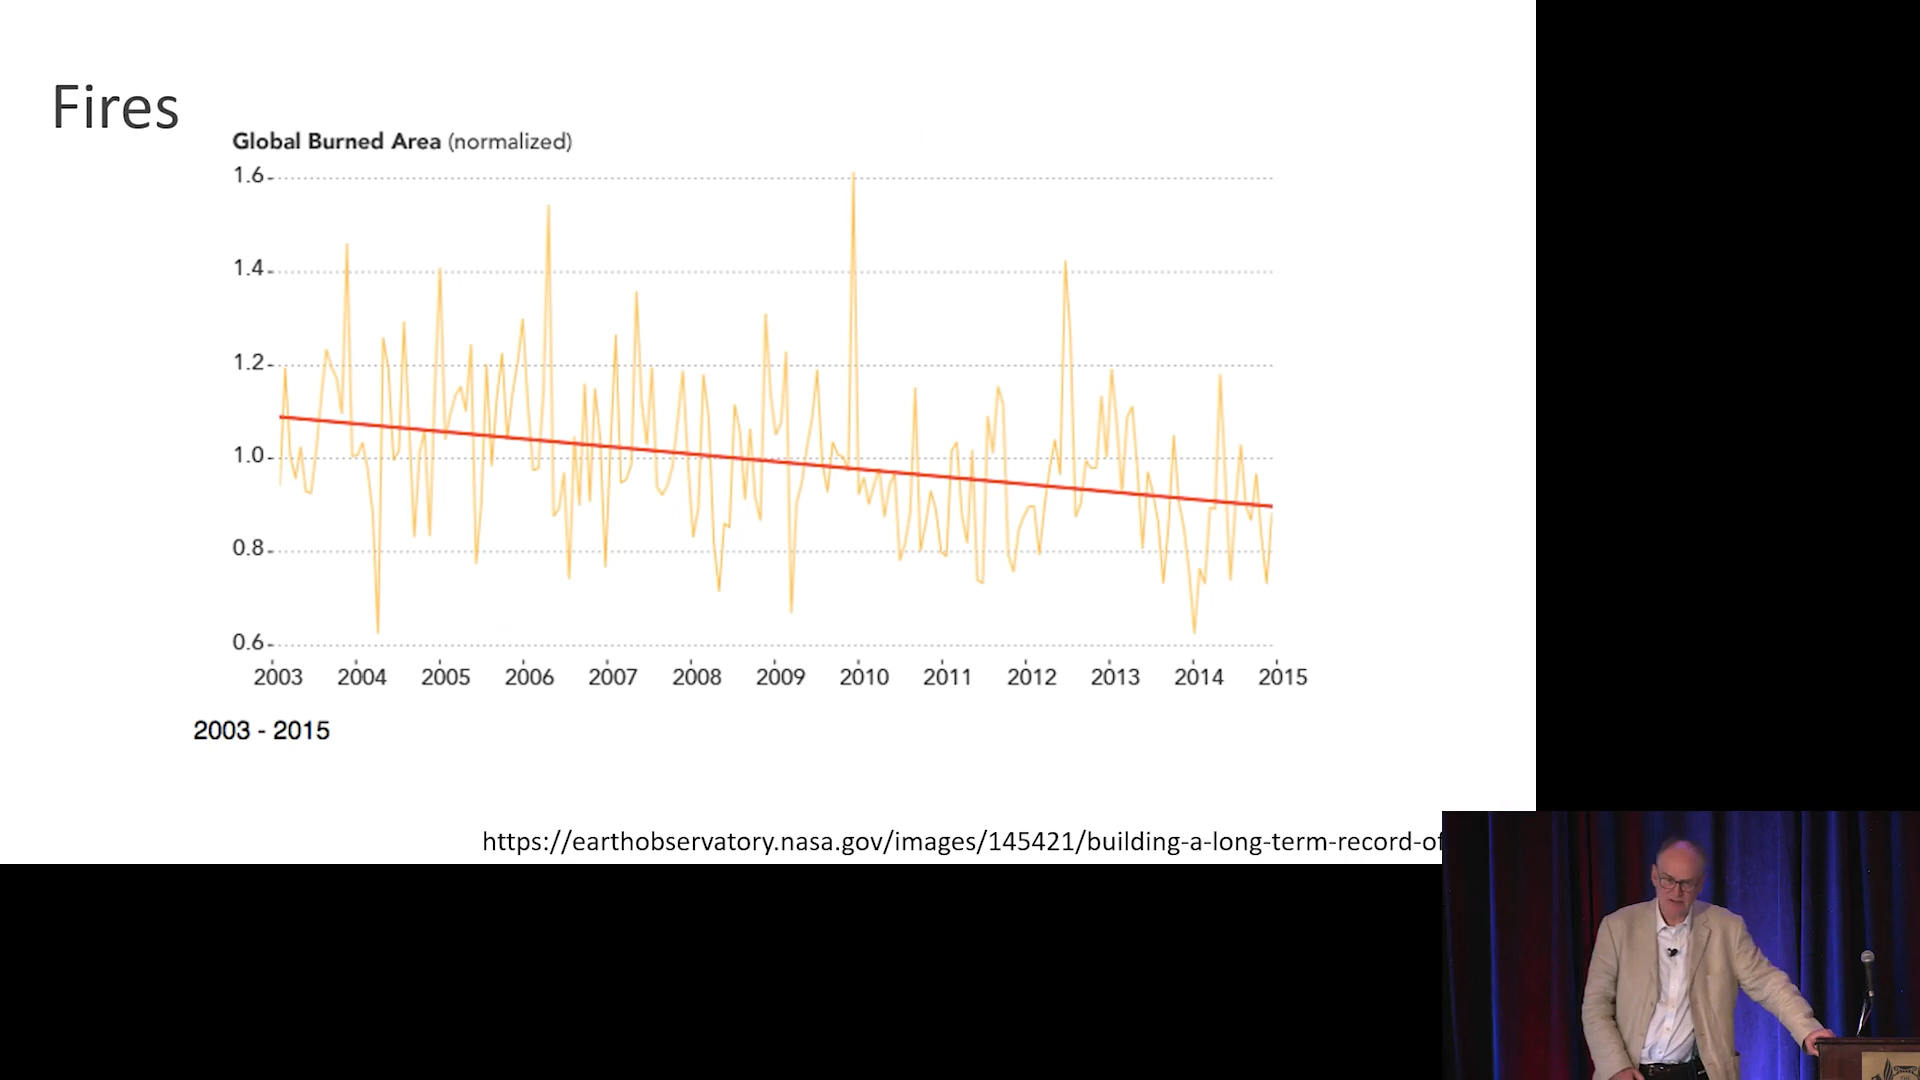 Fires
Global Burned Area (normalized)
1.6
1.4
1.2
1.0
0.8
0.6
2003 2004 2005 2006 2007 2008 2009 2010 2011 2012 2013 2014 2015
2003 - 2015
https://earthobservatory.nasa.gov/images/145421/building-a-long-term-record-of